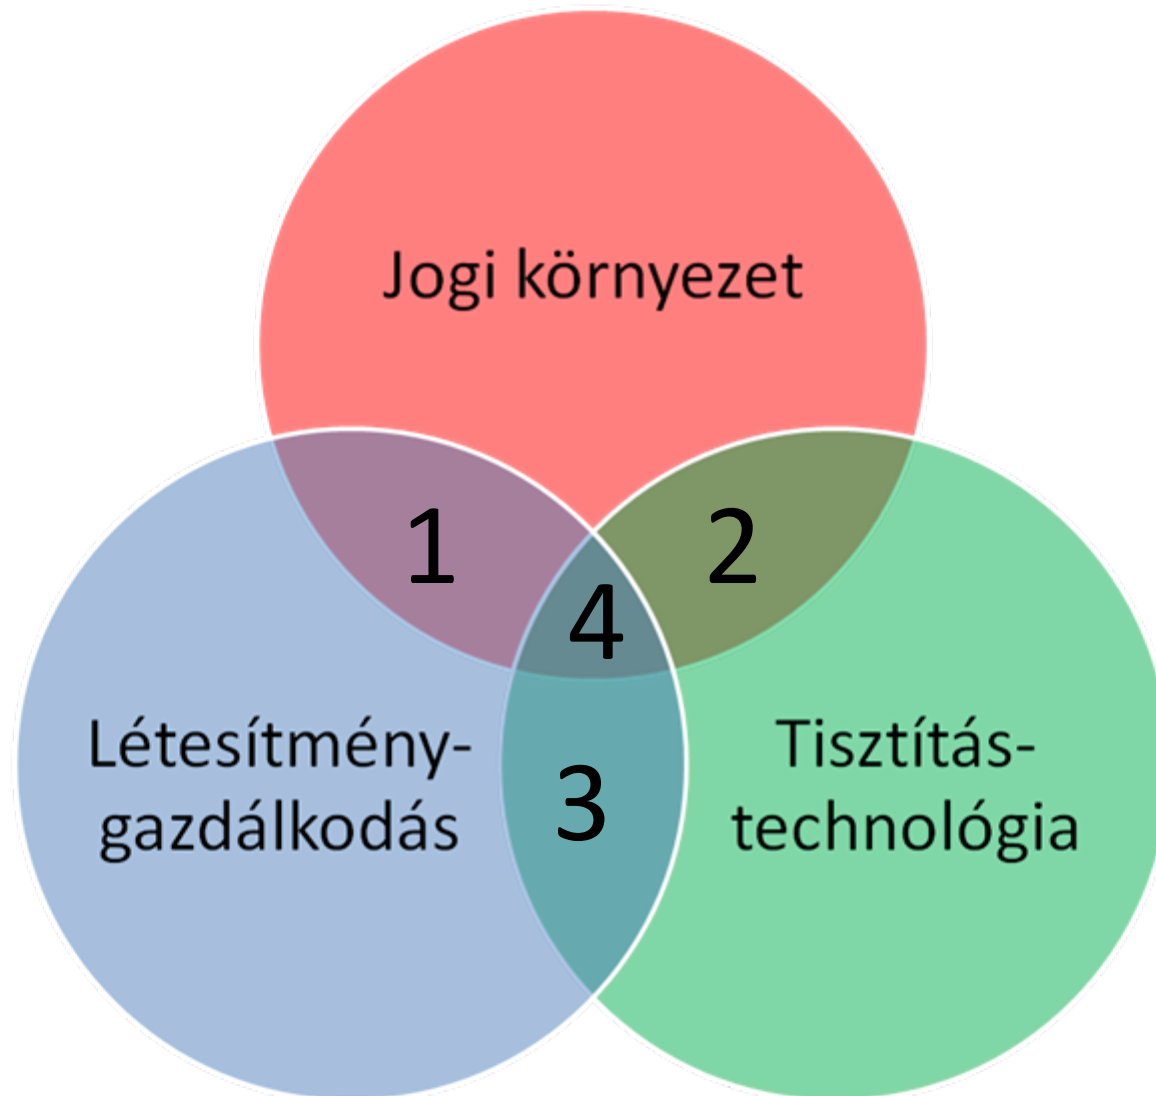 Jogi környezet
1
2
4
Létesítmény-
gazdálkodás
3
Tisztítás-
technológia